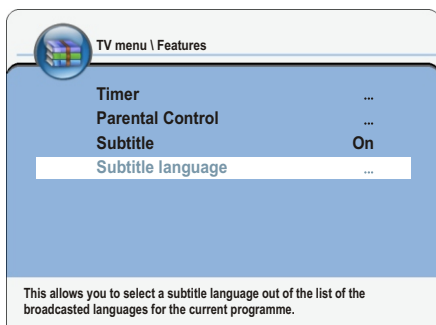 TV menu \ Features
Timer ...
Parental Control ...
Subtitle On
Subtitle language ...
This allows you to select a subtitle language out of the list of the
broadcasted languages for the current programme.